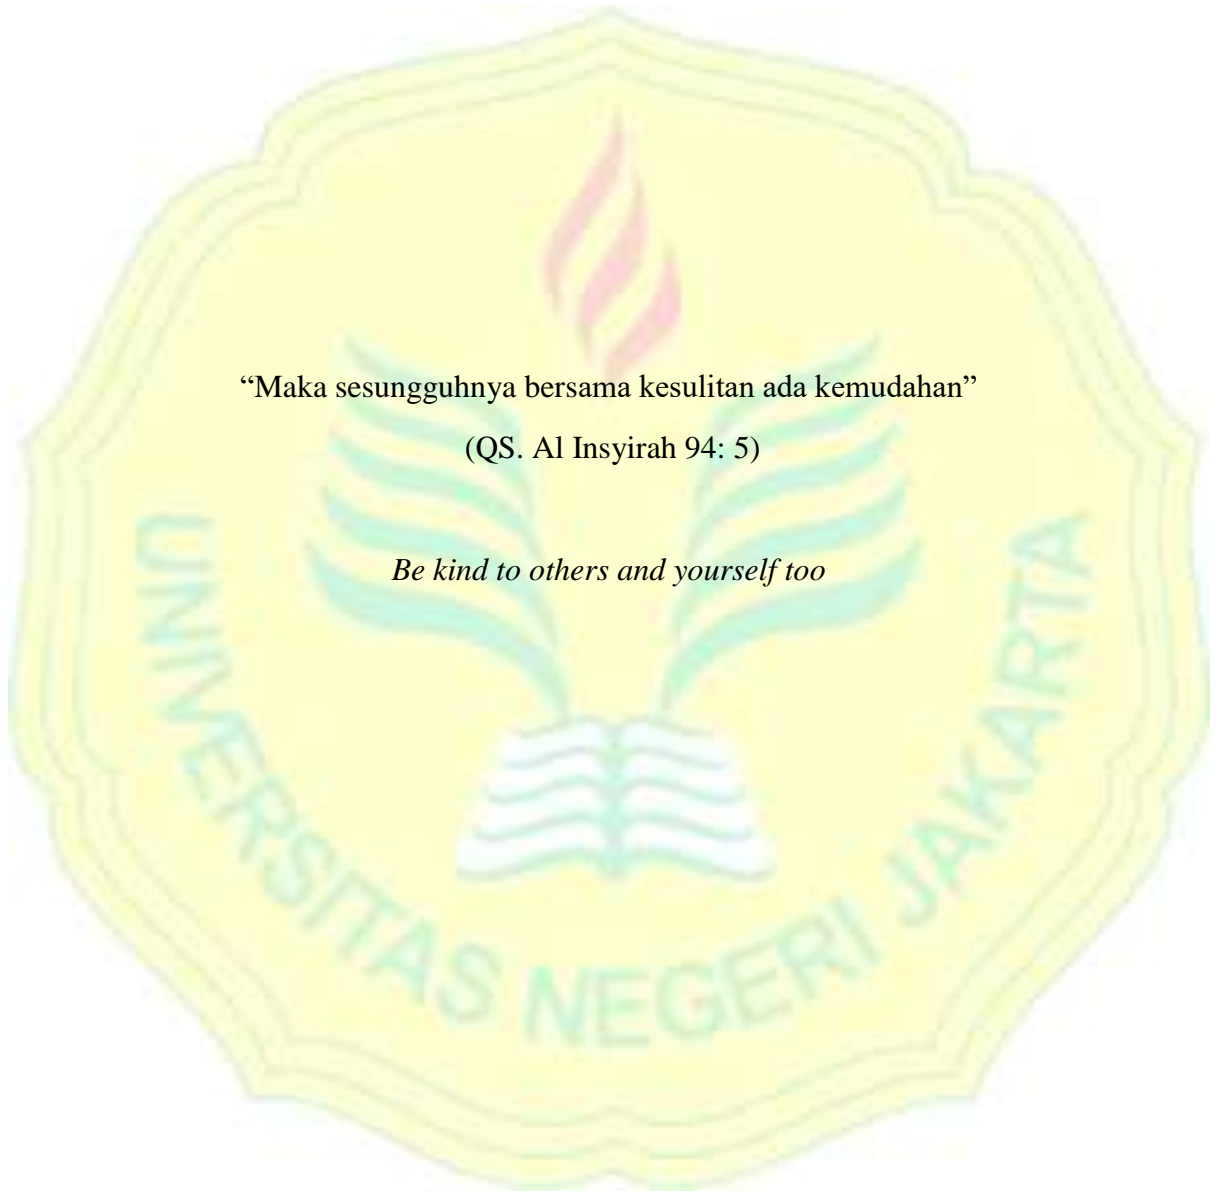 “Maka sesungguhnya bersama kesulitan ada kemudahan”
(QS. Al Insyirah 94: 5)
Be kind to others and yourself too
UNIVERSITAS NEGERI JAKARTA